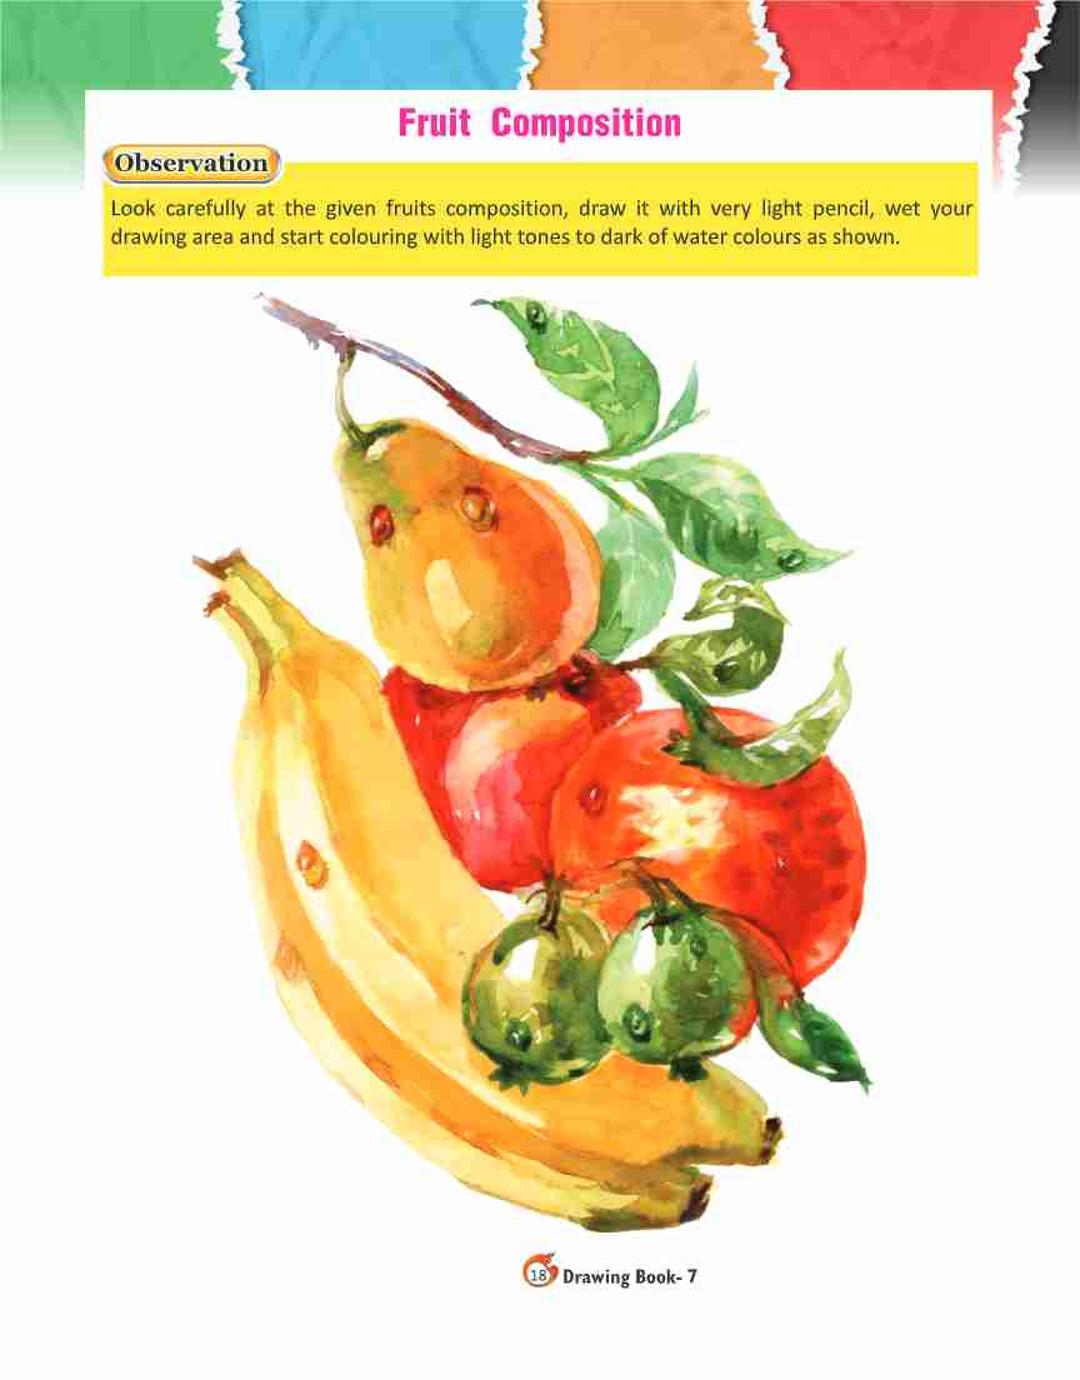 Fruit Composition
Observation
Look carefully at the given fruits composition, draw it with very light pencil, wet your
drawing area and start colouring with light tones to dark of water colours as shown.
18 Drawing Book- 7